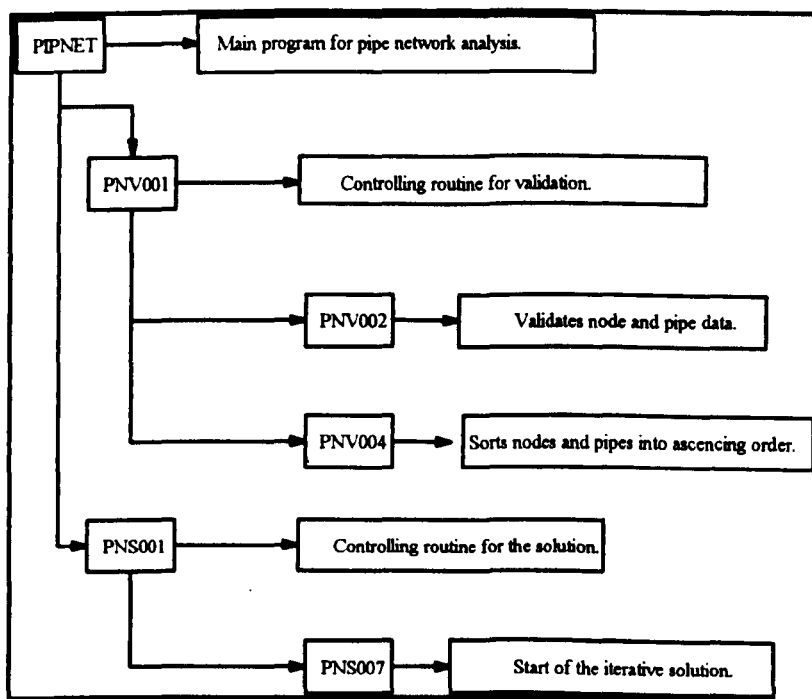 PIPNET
Main program for pipe network analysis.
PNV001
Controlling routine for validation.
PNV002
Validates node and pipe data.
PNV004
Sorts nodes and pipes into ascencing order.
PNS001
Controlling routine for the solution.
PNS007
Start of the iterative solution.